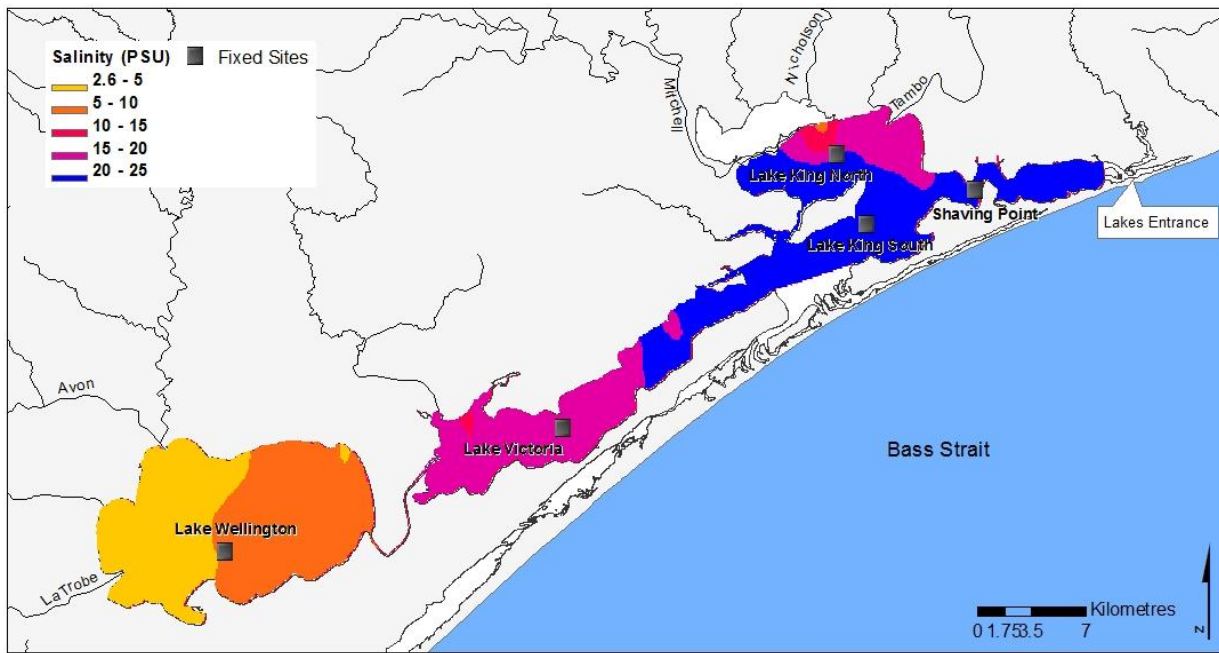 Salinity (PSU)
Fixed Sites
2.6 - 5
5 - 10
10 - 15
15 - 20
20 - 25
Mitchell
Nicholson
Tambo
Lake King North
Shaving Point
Lakes Entrance
Lake King South
Avon
Lake Victoria
Bass Strait
Lake Wellington
LaTrobe
Kilometres
0 1.75 3.5 7
N